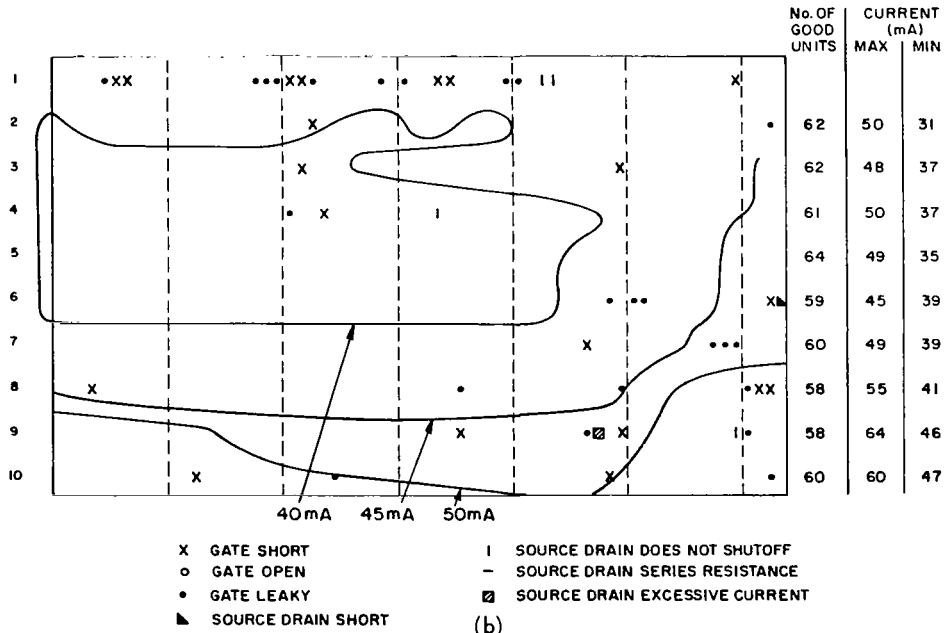 No. OF GOOD UNITS CURRENT (mA)
MAX MIN
1
2 62 50 31
3 62 48 37
4 61 50 37
5 64 49 35
6 59 45 39
7 60 49 39
8 58 55 41
9 58 64 46
10 60 60 47
40mA 45mA 50mA
X GATE SHORT
O GATE OPEN
• GATE LEAKY
SOURCE DRAIN SHORT
I SOURCE DRAIN DOES NOT SHUTOFF
– SOURCE DRAIN SERIES RESISTANCE
SOURCE DRAIN EXCESSIVE CURRENT
(b)